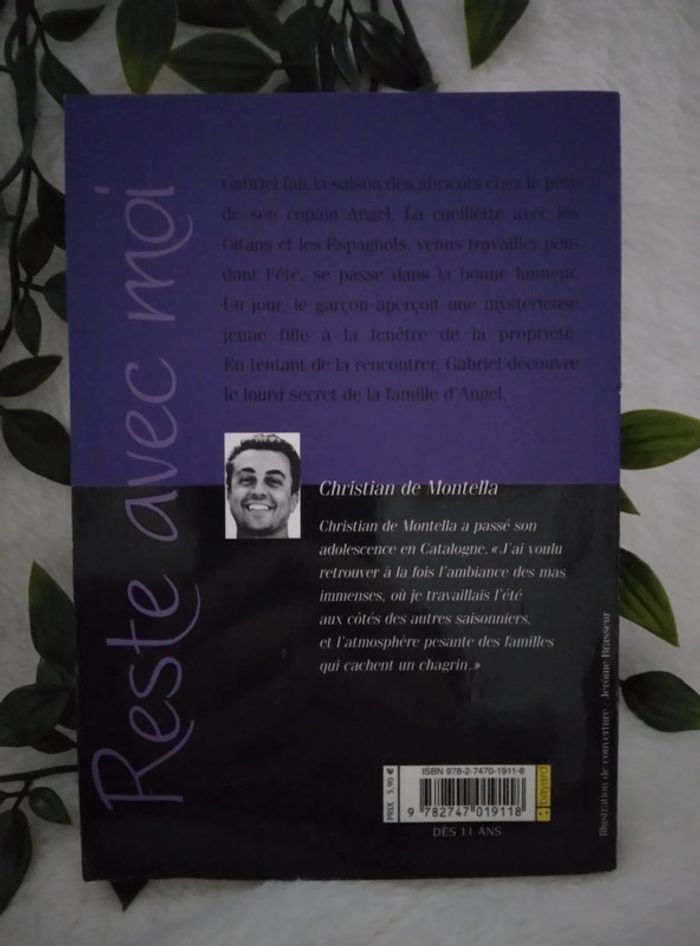 Reste avec moi
Gabriel fait la saison des abricots chez le père
de son copain Angel. La cueillette avec les
Gitans et les Espagnols, venus travailler pen-
dant l'été, se passe dans la bonne humeur.
Un jour, le garçon aperçoit une mystérieuse
jeune fille à la fenêtre de la propriété.
En tentant de la rencontrer, Gabriel découvre
le lourd secret de la famille d'Angel.
Christian de Montella
Christian de Montella a passé son
adolescence en Catalogne. «J'ai voulu
retrouver à la fois l'ambiance des mas
immenses, où je travaillais l'été
aux côtés des autres saisonniers,
et l'atmosphère pesante des familles
qui cachent un chagrin.»
Illustration de couverture : Jérôme Brasseur
PRIX : 5,90 €
ISBN 978-2-7470-1911-8
9 782747 019118
bayard
DÈS 11 ANS